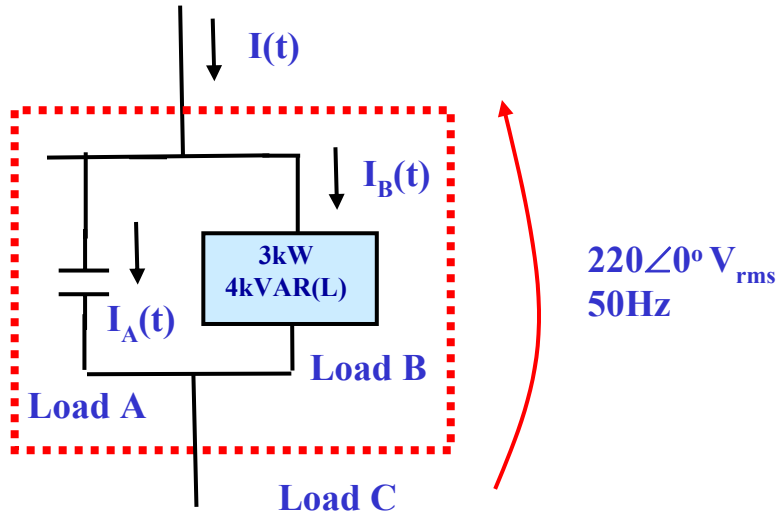 I(t)
I_B(t)
3kW
4kVAR(L)
I_A(t)
Load B
Load A
Load C
220∠0° V_rms
50Hz